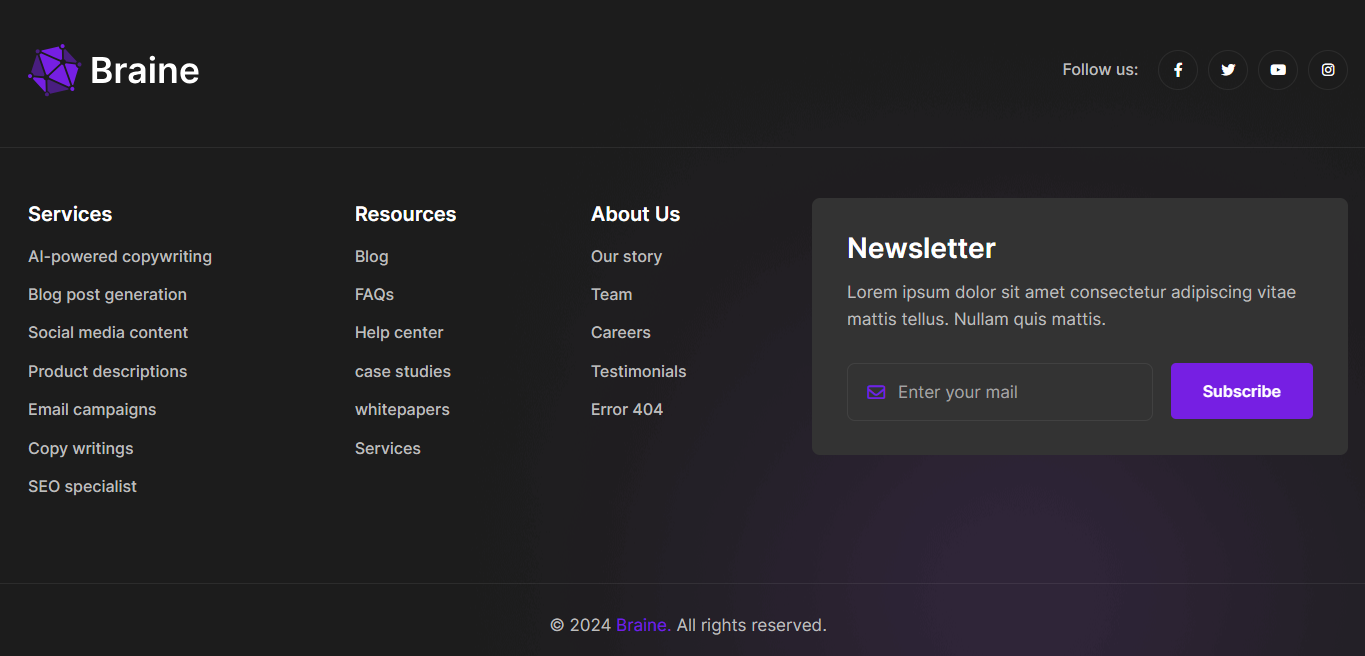 Braine
Follow us:
Services
AI-powered copywriting
Blog post generation
Social media content
Product descriptions
Email campaigns
Copy writings
SEO specialist
Resources
Blog
FAQs
Help center
case studies
whitepapers
Services
About Us
Our story
Team
Careers
Testimonials
Error 404
Newsletter
Lorem ipsum dolor sit amet consectetur adipiscing vitae
mattis tellus. Nullam quis mattis.
Enter your mail
Subscribe
© 2024 Braine. All rights reserved.